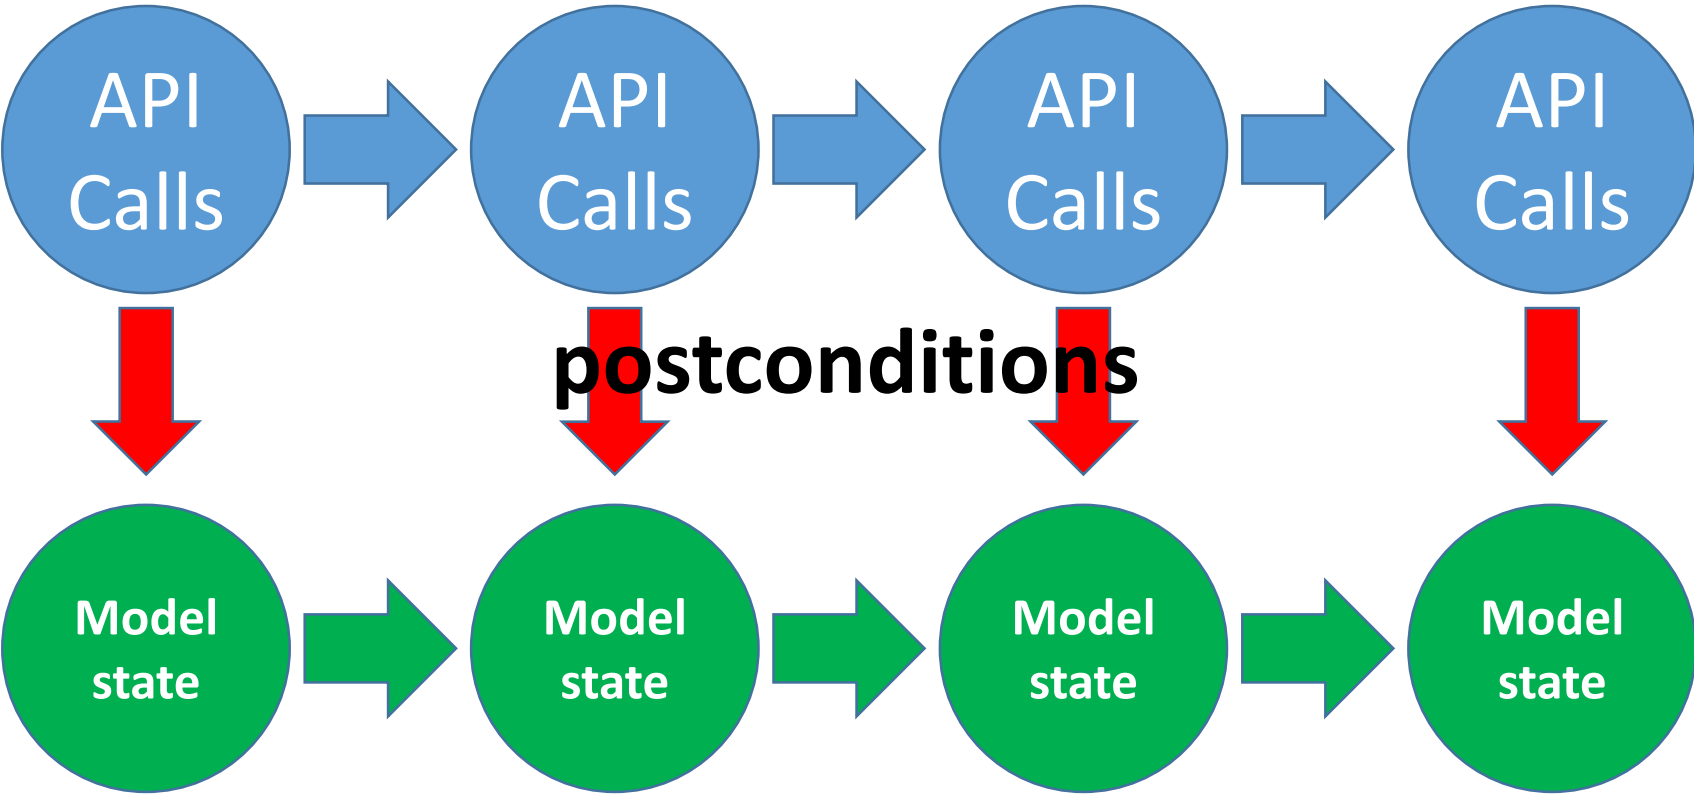 API
Calls
API
Calls
API
Calls
API
Calls
postconditions
Model
state
Model
state
Model
state
Model
state